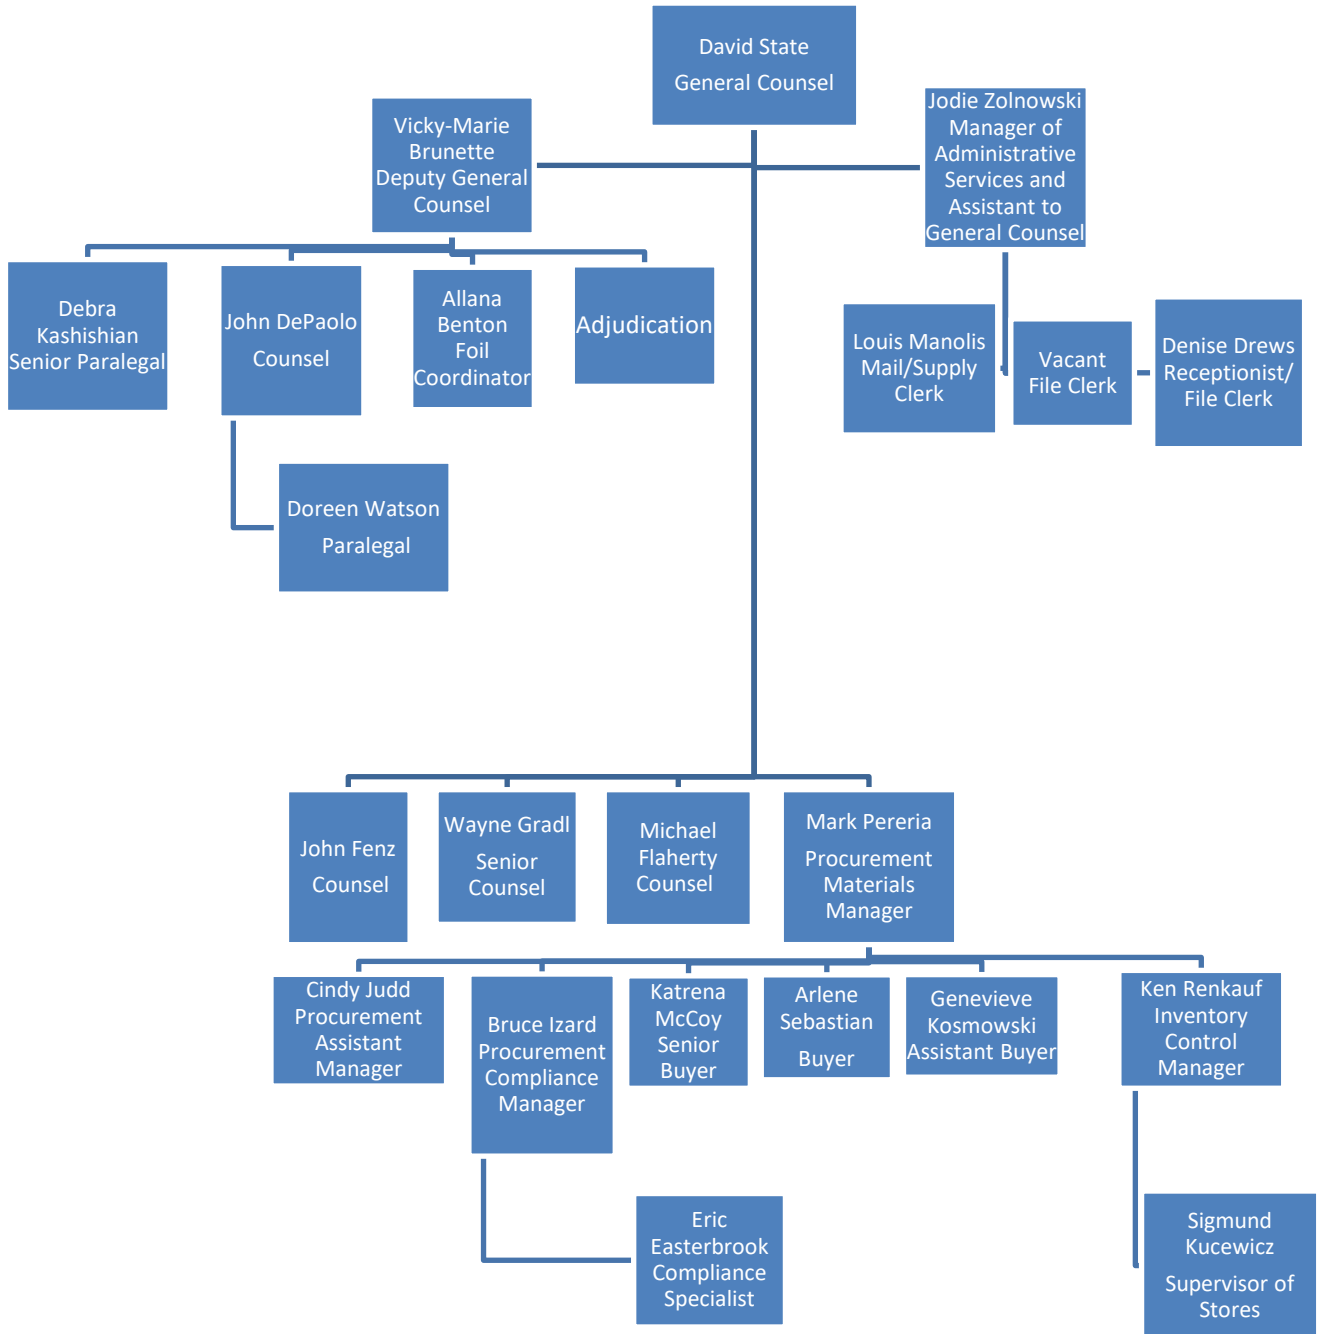 David State
General Counsel
Vicky-Marie
Brunette
Deputy General
Counsel
Jodie Zolnowski
Manager of
Administrative
Services and
Assistant to
General Counsel
Debra
Kashishian
Senior Paralegal
John DePaolo
Counsel
Allana
Benton
Foil
Coordinator
Adjudication
Louis Manolis
Mail/Supply
Clerk
Vacant
File Clerk
Denise Drews
Receptionist/
File Clerk
Doreen Watson
Paralegal
John Fenz
Counsel
Wayne Gradl
Senior
Counsel
Michael
Flaherty
Counsel
Mark Pereria
Procurement
Materials
Manager
Cindy Judd
Procurement
Assistant
Manager
Bruce Izard
Procurement
Compliance
Manager
Katrena
McCoy
Senior
Buyer
Arlene
Sebastian
Buyer
Genevieve
Kosmowski
Assistant Buyer
Ken Renkauf
Inventory
Control
Manager
Eric
Easterbrook
Compliance
Specialist
Sigmund
Kucewicz
Supervisor of
Stores